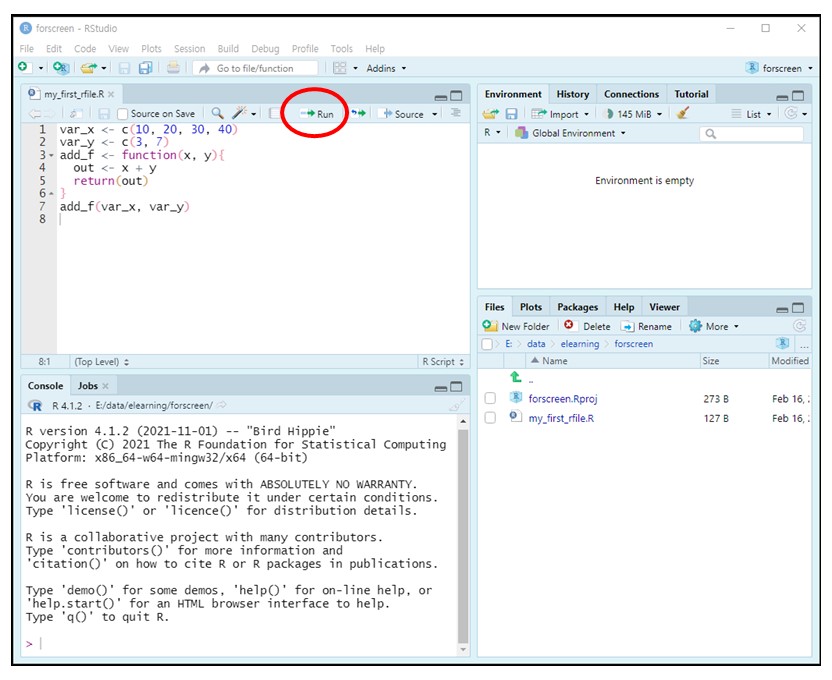 forscreen - RStudio
File Edit Code View Plots Session Build Debug Profile Tools Help
Go to file/function Addins forscreen
my_first_rfile.R
Source on Save Run Source
1 var_x <- c(10, 20, 30, 40)
2 var_y <- c(3, 7)
3 add_f <- function(x, y){
4 out <- x + y
5 return(out)
6 }
7 add_f(var_x, var_y)
8
8:1 (Top Level) R Script
Console Jobs
R 4.1.2 · E:/data/elearning/forscreen/
R version 4.1.2 (2021-11-01) -- "Bird Hippie"
Copyright (C) 2021 The R Foundation for Statistical Computing
Platform: x86_64-w64-mingw32/x64 (64-bit)
R is free software and comes with ABSOLUTELY NO WARRANTY.
You are welcome to redistribute it under certain conditions.
Type 'license()' or 'licence()' for distribution details.
R is a collaborative project with many contributors.
Type 'contributors()' for more information and
'citation()' on how to cite R or R packages in publications.
Type 'demo()' for some demos, 'help()' for on-line help, or
'help.start()' for an HTML browser interface to help.
Type 'q()' to quit R.
>
Environment History Connections Tutorial
Import 145 MiB List
R Global Environment
Environment is empty
Files Plots Packages Help Viewer
New Folder Delete Rename More
E: data elearning forscreen ...
Name Size Modified
..
forscreen.Rproj 273 B Feb 16, 
my_first_rfile.R 127 B Feb 16,